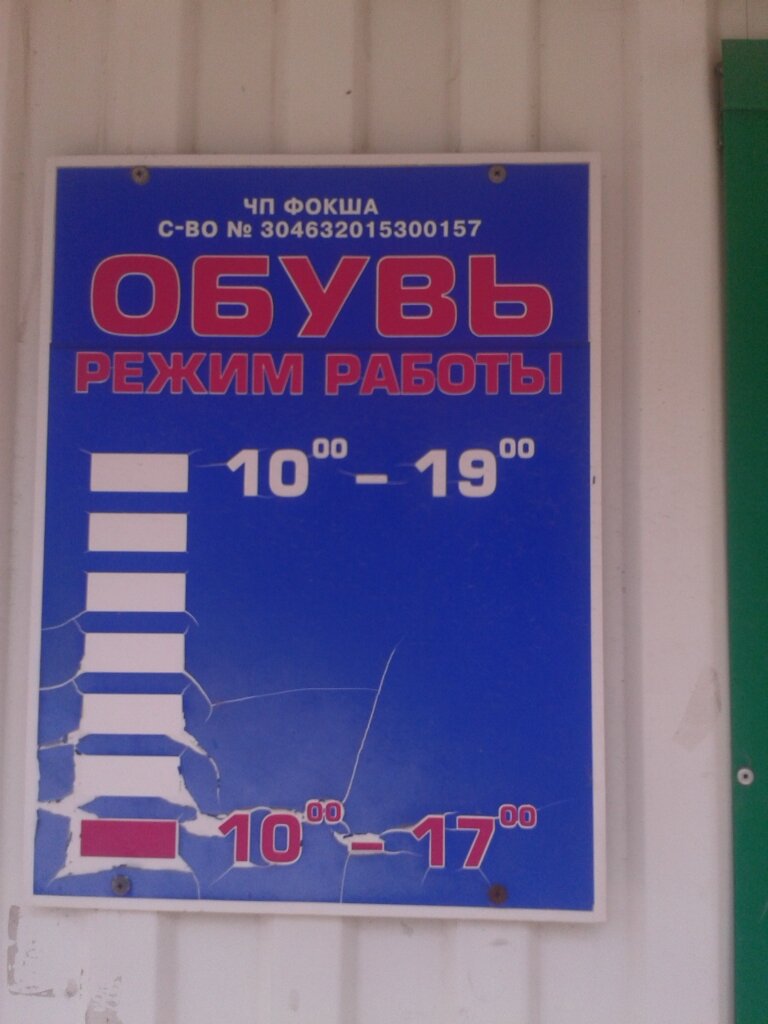 ЧП ФОКША
С-ВО № 304632015300157
ОБУВЬ
РЕЖИМ РАБОТЫ
10⁰⁰ – 19⁰⁰
10⁰⁰ – 17⁰⁰